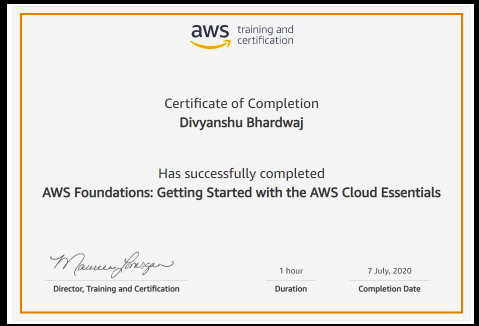 aws training and
certification
Certificate of Completion
Divyanshu Bhardwaj
Has successfully completed
AWS Foundations: Getting Started with the AWS Cloud Essentials
Maureen Lonergan
1 hour
7 July, 2020
Director, Training and Certification
Duration
Completion Date